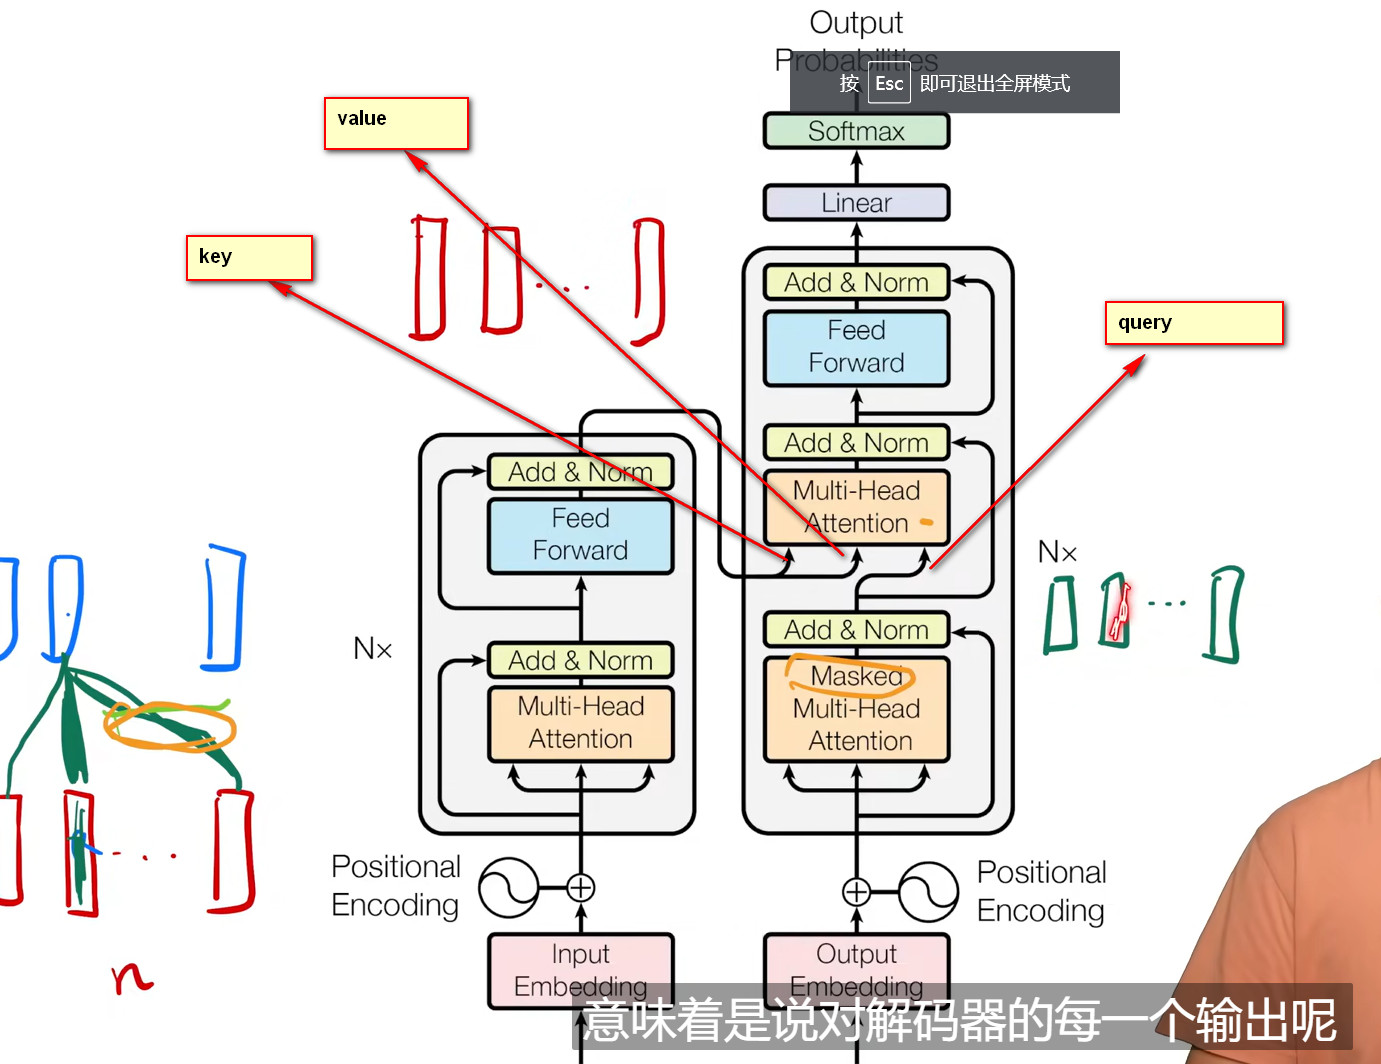 Output
Probabilities
按 Esc 即可退出全屏模式
value
Softmax
Linear
key
Add & Norm
query
Feed
Forward
Add & Norm
Add & Norm
Multi-Head
Attention
Feed
Forward
Nx
Nx
Add & Norm
Add & Norm
Masked
Multi-Head
Attention
Multi-Head
Attention
Positional
Encoding
Positional
Encoding
n
Input
Embedding
Output
Embedding
意味着是说对解码器的每一个输出呢